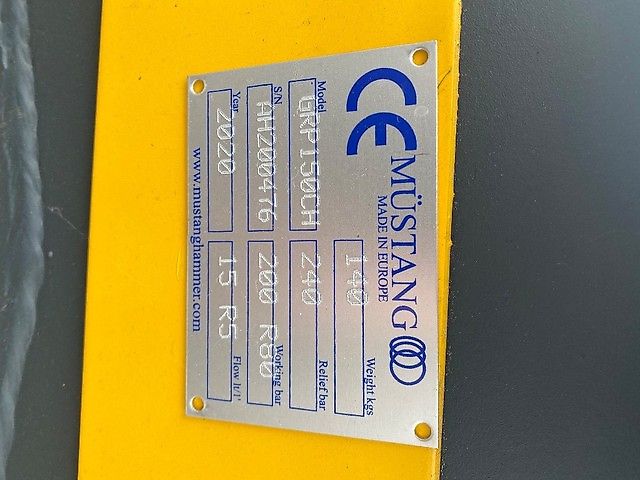 CE MÜSTANG
MADE IN EUROPE
Weight kgs
140
Model Relief bar
GRP150CH 240
S/N Working bar
AH200476 200 R80
Year Flow lt/1'
2020 15 R5
www.mustanghammer.com